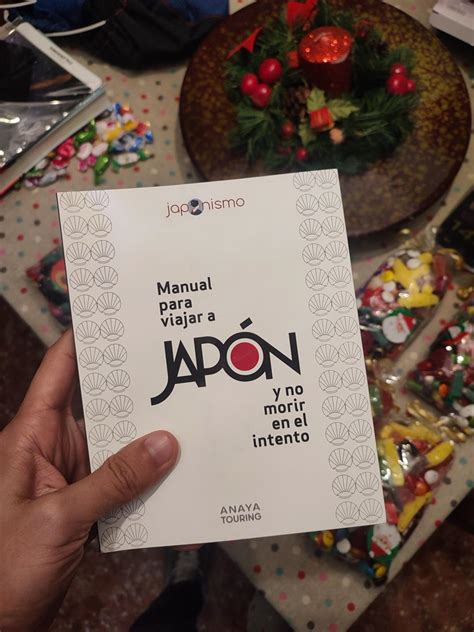 japonismo
Manual
para
viajar a
JAPÓN
y no
morir
en el
intento
ANAYA
TOURING